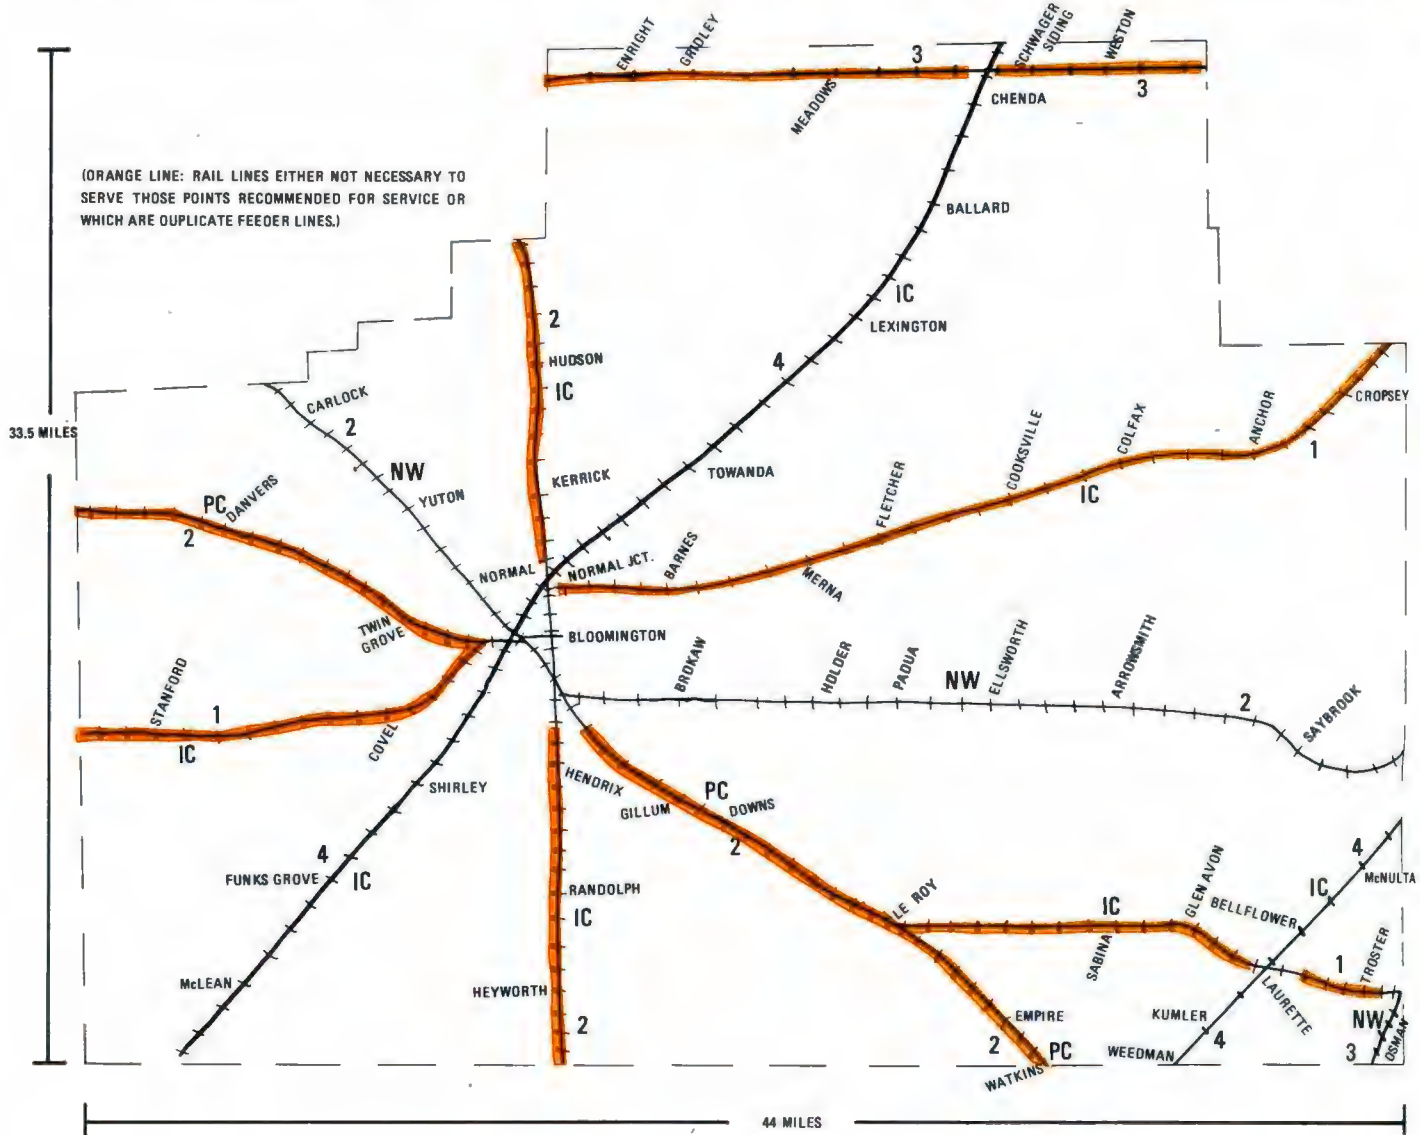 ENRIGHT
GRIDLEY
3
SCHWAGER
SIDING
WESTON
MEADOWS
CHENDA
3
(ORANGE LINE: RAIL LINES EITHER NOT NECESSARY TO
SERVE THOSE POINTS RECOMMENDED FOR SERVICE OR
WHICH ARE DUPLICATE FEEDER LINES.)
BALLARD
IC
LEXINGTON
2
HUDSON
IC
4
CARLOCK
2
CROPSEY
33.5 MILES
ANCHOR
1
COLFAX
COOKSVILLE
IC
NW
YUTON
KERRICK
TOWANDA
FLETCHER
PC
DANVERS
2
NORMAL
NORMAL JCT.
BARNES
MERNA
TWIN
GROVE
BLOOMINGTON
BROKAW
HOLDER
PADUA
NW
ELLSWORTH
ARROWSMITH
2
SAYBROOK
STANFORD
1
IC
COVEL
SHIRLEY
HENDRIX
GILLUM
PC
DOWNS
2
4
IC
FUNKS GROVE
RANDOLPH
IC
LE ROY
IC
SABINA
GLEN AVON
BELLFLOWER
IC
4
McNULTA
McLEAN
HEYWORTH
2
1
TROSTER
LAURETTE
KUMLER
4
WEEDMAN
EMPIRE
2
PC
WATKINS
NW
3
OSMAN
44 MILES